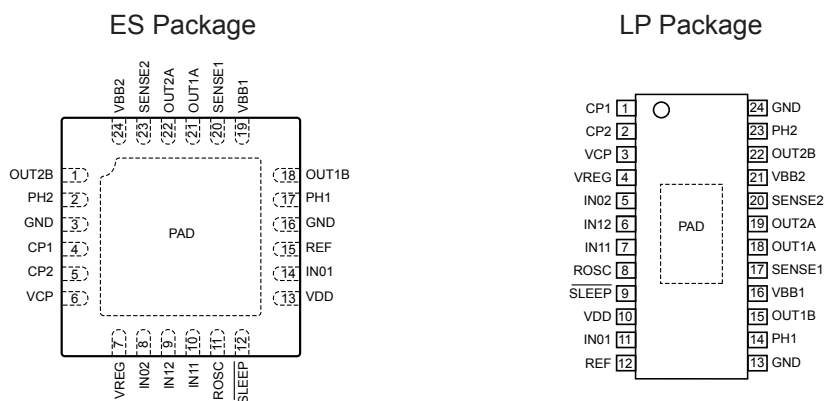 ES Package
VBB2
SENSE2
OUT2A
OUT1A
SENSE1
VBB1
24
23
22
21
20
19
OUT2B 1
PH2 2
GND 3
CP1 4
CP2 5
VCP 6
PAD
18 OUT1B
17 PH1
16 GND
15 REF
14 IN01
13 VDD
7
8
9
10
11
12
VREG
IN02
IN12
IN11
ROSC
SLEEP
LP Package
CP1 1
CP2 2
VCP 3
VREG 4
IN02 5
IN12 6
IN11 7
ROSC 8
SLEEP 9
VDD 10
IN01 11
REF 12
PAD
24 GND
23 PH2
22 OUT2B
21 VBB2
20 SENSE2
19 OUT2A
18 OUT1A
17 SENSE1
16 VBB1
15 OUT1B
14 PH1
13 GND